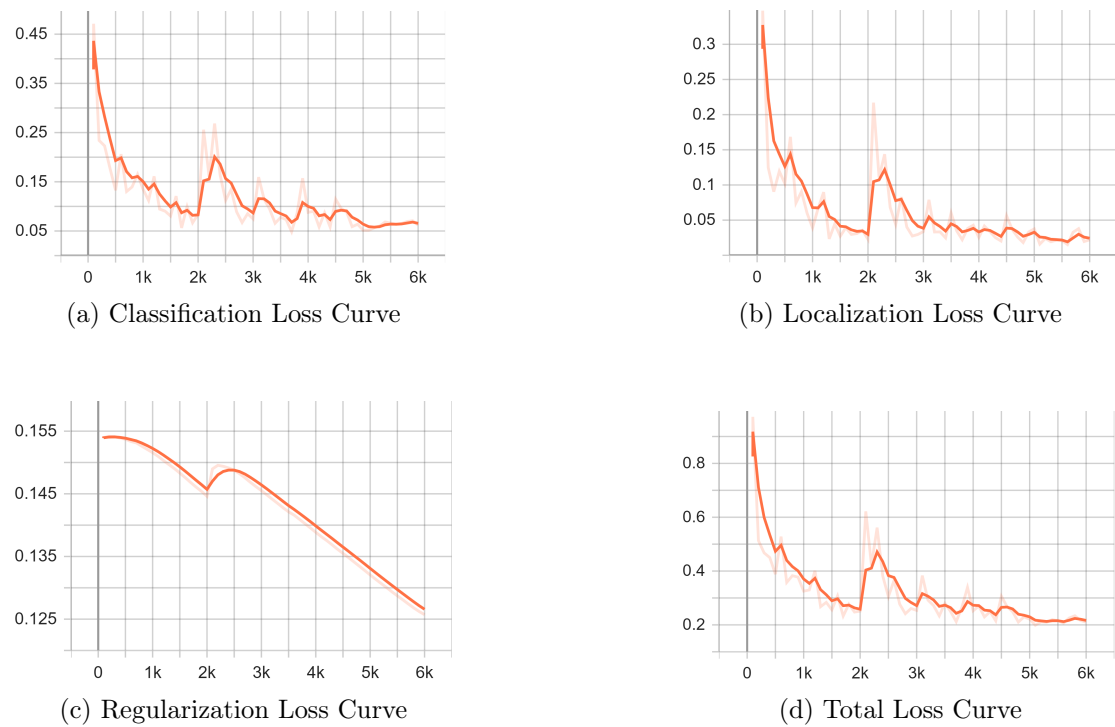 0.45
0.35
0.25
0.15
0.05
0 1k 2k 3k 4k 5k 6k
(a) Classification Loss Curve
0.3
0.25
0.2
0.15
0.1
0.05
0 1k 2k 3k 4k 5k 6k
(b) Localization Loss Curve
0.155
0.145
0.135
0.125
0 1k 2k 3k 4k 5k 6k
(c) Regularization Loss Curve
0.8
0.6
0.4
0.2
0 1k 2k 3k 4k 5k 6k
(d) Total Loss Curve